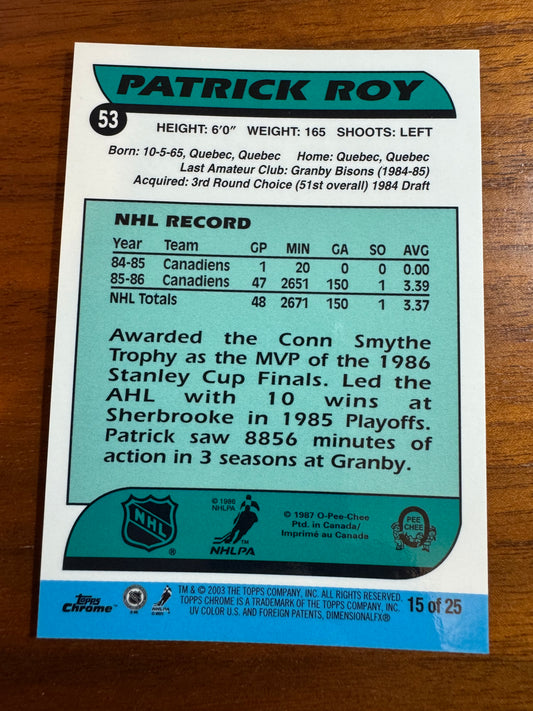 PATRICK ROY
53
HEIGHT: 6'0" WEIGHT: 165 SHOOTS: LEFT
Born: 10-5-65, Quebec, Quebec Home: Quebec, Quebec
Last Amateur Club: Granby Bisons (1984-85)
Acquired: 3rd Round Choice (51st overall) 1984 Draft
NHL RECORD
Year Team GP MIN GA SO AVG
84-85 Canadiens 1 20 0 0 0.00
85-86 Canadiens 47 2651 150 1 3.39
NHL Totals 48 2671 150 1 3.37
Awarded the Conn Smythe
Trophy as the MVP of the 1986
Stanley Cup Finals. Led the
AHL with 10 wins at
Sherbrooke in 1985 Playoffs.
Patrick saw 8856 minutes of
action in 3 seasons at Granby.
NHL
®
© 1986
NHLPA
™
NHLPA
© 1987 O-Pee-Chee
Ptd. in Canada/
Imprimé au Canada
O
PEE
CHEE
Topps
Chrome™
TM & © 2003 THE TOPPS COMPANY, INC. ALL RIGHTS RESERVED.
TOPPS CHROME IS A TRADEMARK OF THE TOPPS COMPANY, INC.
UV COLOR U.S. AND FOREIGN PATENTS, DIMENSIONALFX®
15 of 25